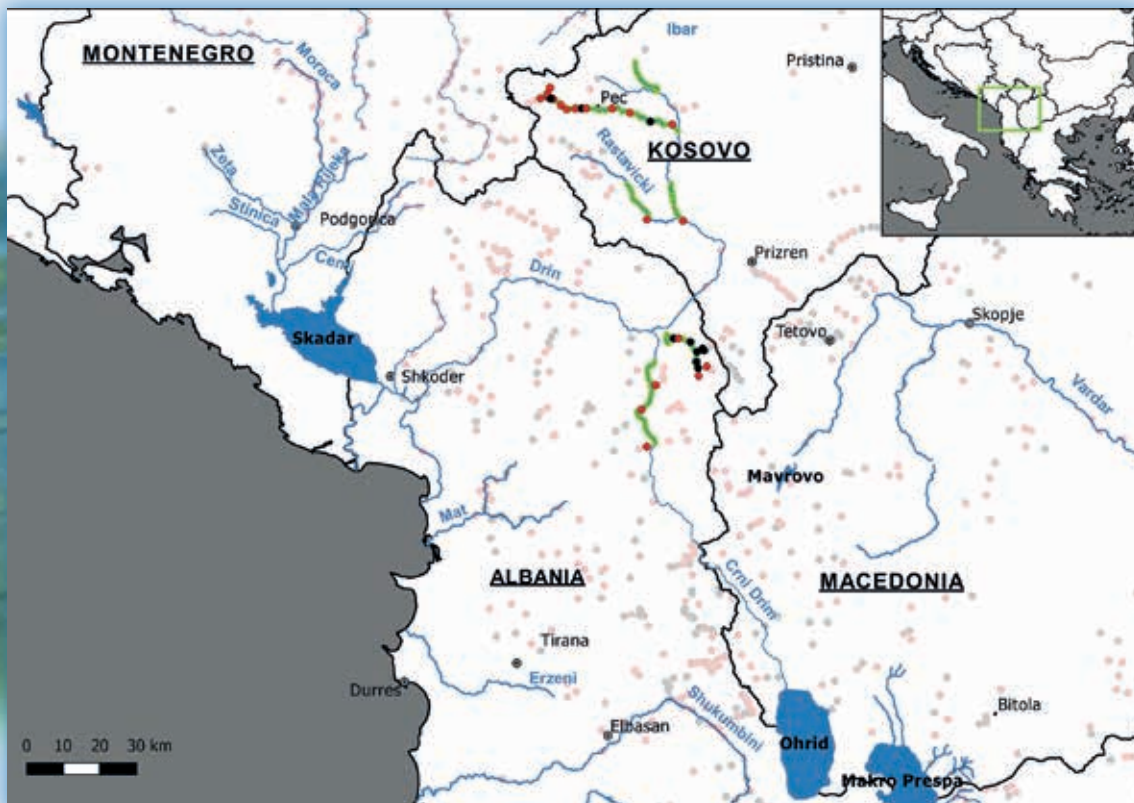 MONTENEGRO
Ibar
Pristina
Moraca
Pec
KOSOVO
Zeta
Mala Rijeka
Rastavicki
Stinica
Podgorica
Drin
Prizren
Skadar
Tetovo
Skopje
Shkoder
Vardar
Mavrovo
Mat
ALBANIA
Crni Drim
MACEDONIA
Tirana
Erzeni
Durres
Shukumbini
Bitola
Elbasan
Ohrid
0 10 20 30 km
Makro Prespa